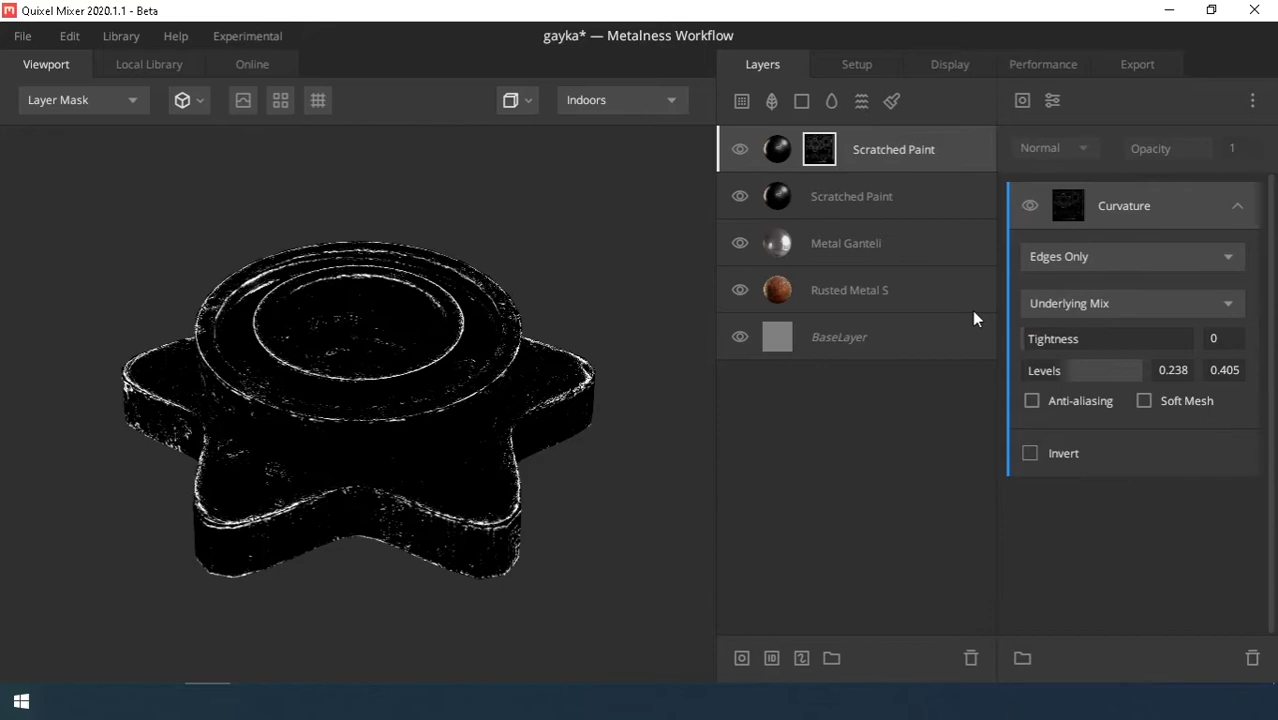 Quixel Mixer 2020.1.1 - Beta
File Edit Library Help Experimental
gayka* — Metalness Workflow
Viewport Local Library Online
Layers Setup Display Performance Export
Layer Mask
Indoors
Normal Opacity 1
Scratched Paint
Scratched Paint
Metal Ganteli
Rusted Metal S
BaseLayer
Curvature
Edges Only
Underlying Mix
Tightness 0
Levels 0.238 0.405
Anti-aliasing Soft Mesh
Invert